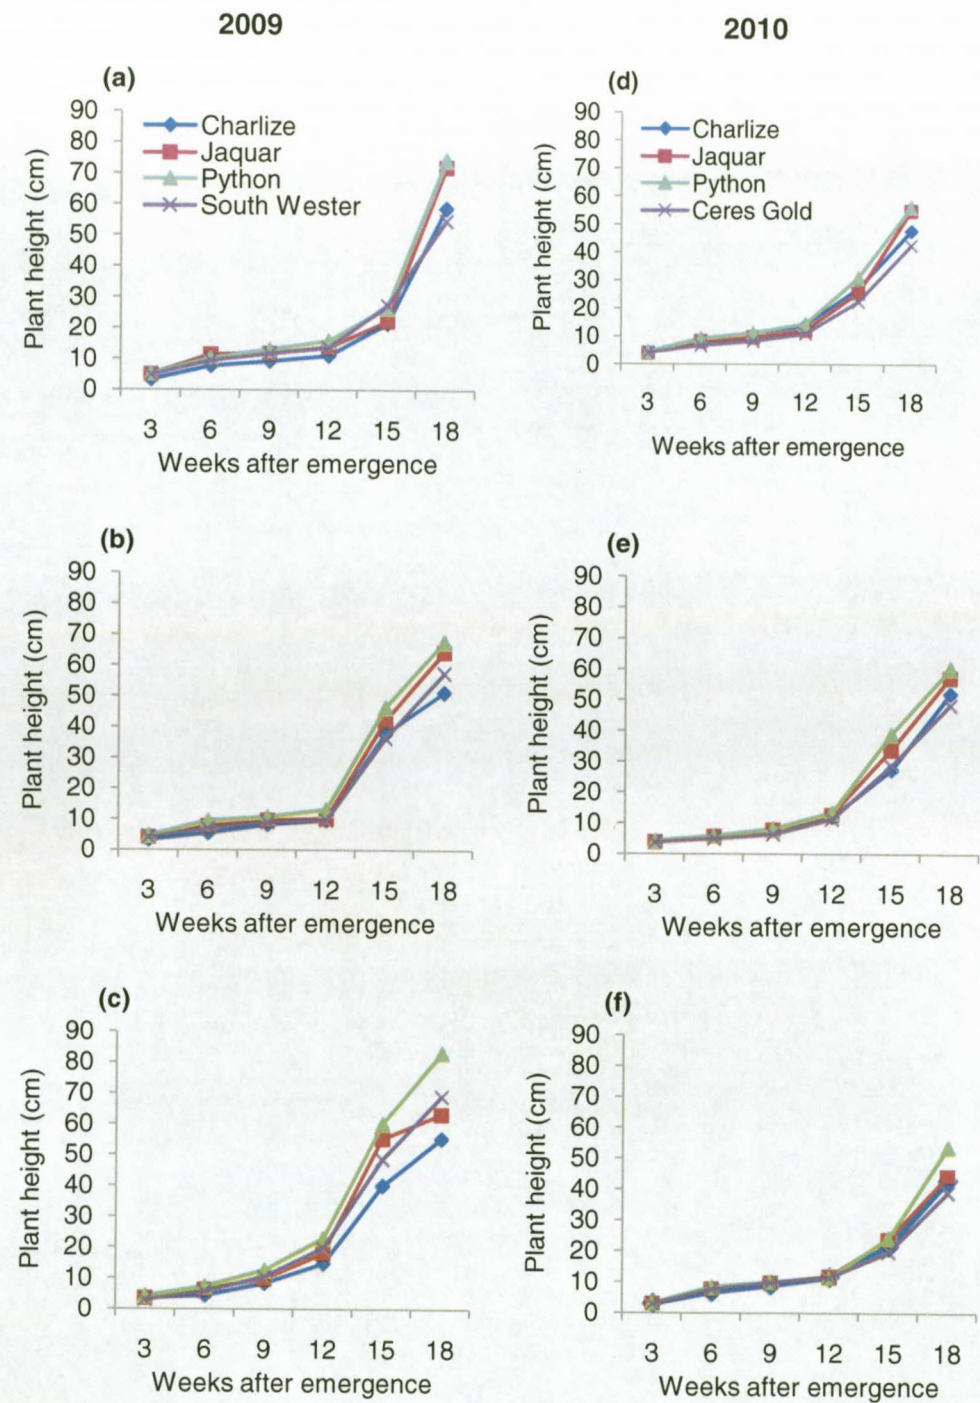 2009
2010
(a)
90
80
70
60
50
40
30
20
10
0
Plant height (cm)
Charlize
Jaquar
Python
South Wester
3 6 9 12 15 18
Weeks after emergence
(d)
90
80
70
60
50
40
30
20
10
0
Plant height (cm)
Charlize
Jaquar
Python
Ceres Gold
3 6 9 12 15 18
Weeks after emergence
(b)
90
80
70
60
50
40
30
20
10
0
Plant height (cm)
3 6 9 12 15 18
Weeks after emergence
(e)
90
80
70
60
50
40
30
20
10
0
Plant height (cm)
3 6 9 12 15 18
Weeks after emergence
(c)
90
80
70
60
50
40
30
20
10
0
Plant height (cm)
3 6 9 12 15 18
Weeks after emergence
(f)
90
80
70
60
50
40
30
20
10
0
Plant height (cm)
3 6 9 12 15 18
Weeks after emergence